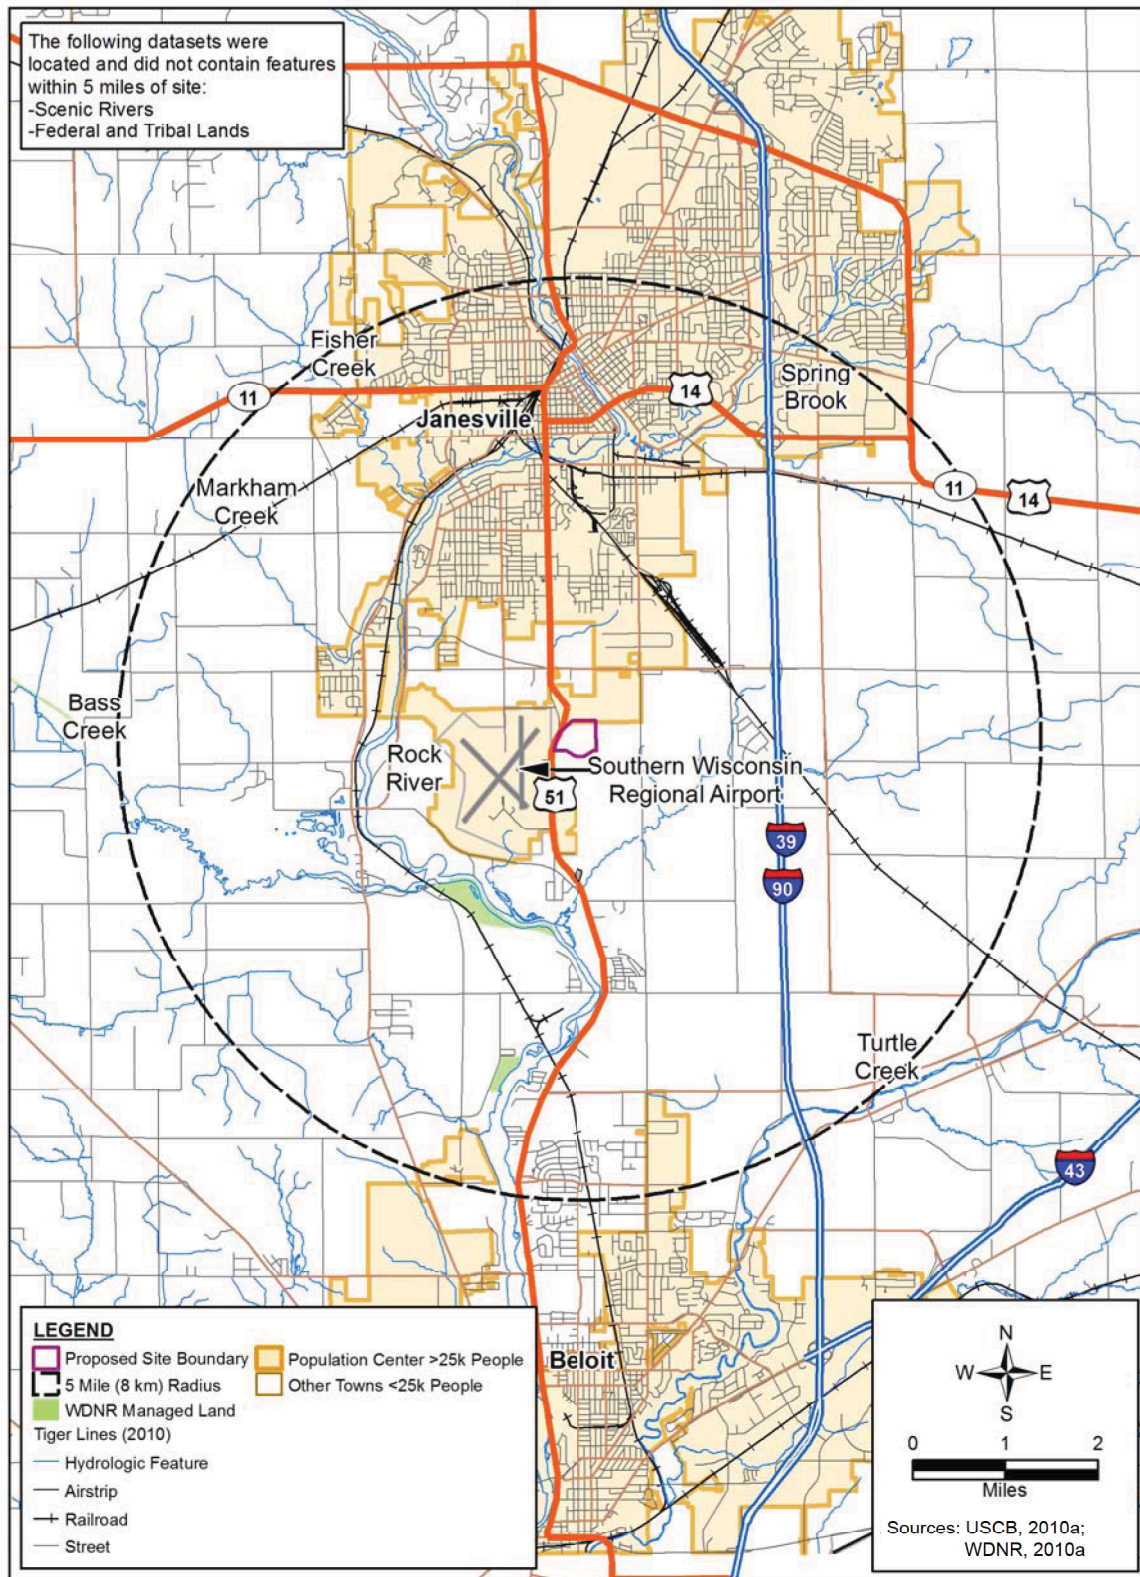 The following datasets were
located and did not contain features
within 5 miles of site:
-Scenic Rivers
-Federal and Tribal Lands
Fisher
Creek
11
14
Spring
Brook
Janesville
Markham
Creek
11
14
Bass
Creek
Rock
River
Southern Wisconsin
Regional Airport
51
39
90
Turtle
Creek
43
Beloit
LEGEND
Proposed Site Boundary
Population Center >25k People
5 Mile (8 km) Radius
Other Towns <25k People
WDNR Managed Land
Tiger Lines (2010)
Hydrologic Feature
Airstrip
Railroad
Street
N
W E
S
0 1 2
Miles
Sources: USCB, 2010a;
WDNR, 2010a